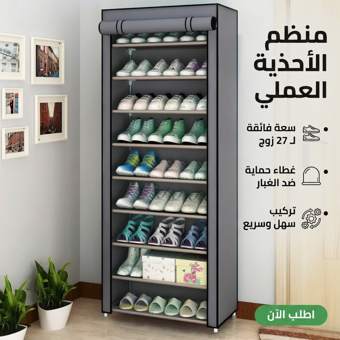 منظم
الأحذية
العملي
سعة فائقة
لـ 27 زوج
غطاء حماية
ضد الغبار
تركيب
سهل وسريع
اطلب الآن